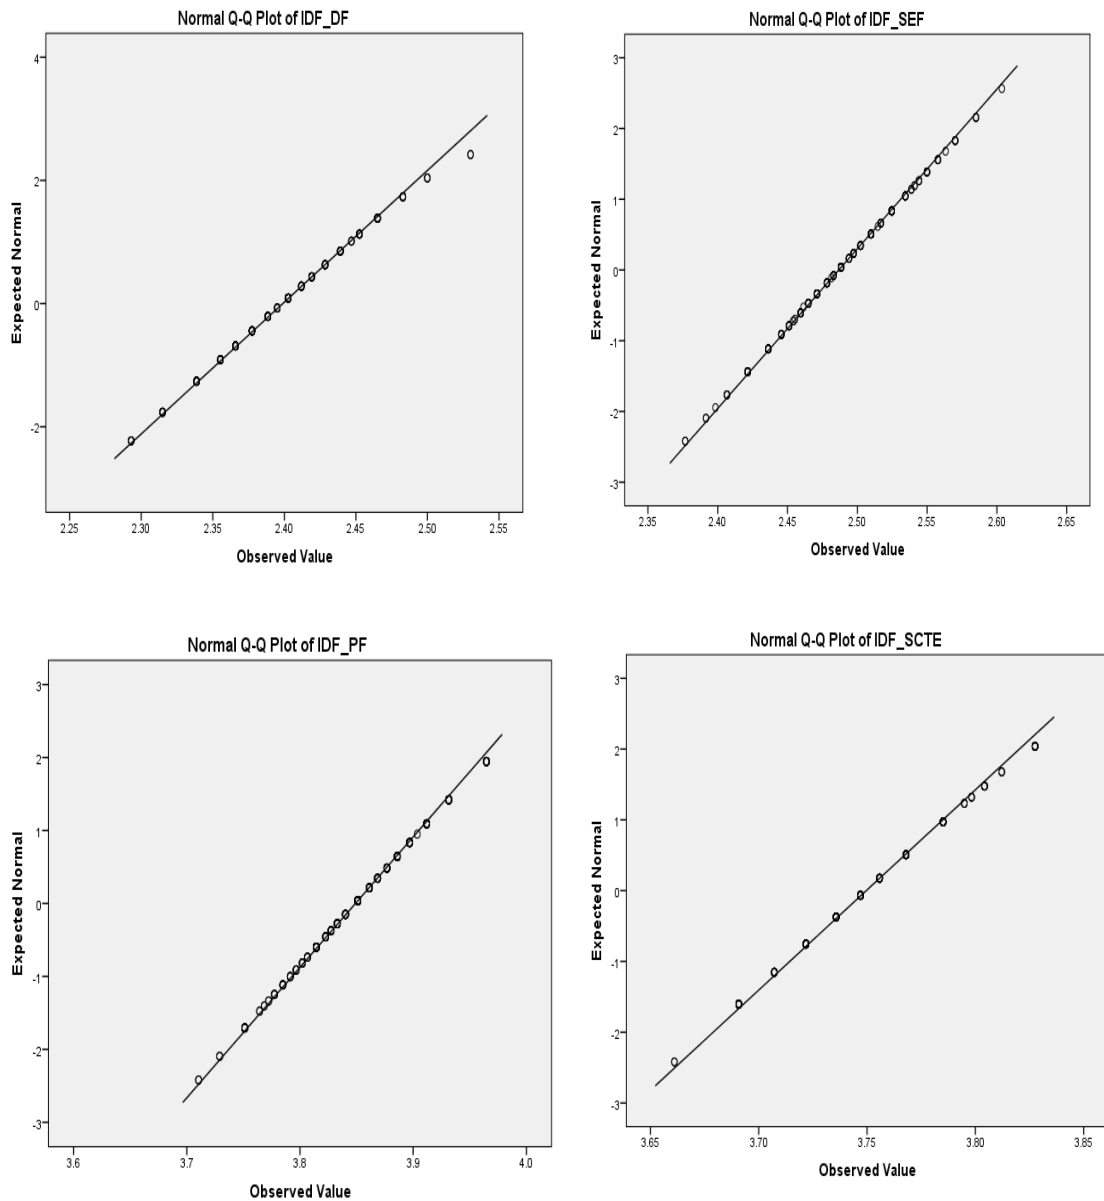 Normal Q-Q Plot of IDF_DF
4
2
0
-2
Expected Normal
2.25 2.30 2.35 2.40 2.45 2.50 2.55
Observed Value
Normal Q-Q Plot of IDF_SEF
3
2
1
0
-1
-2
-3
Expected Normal
2.35 2.40 2.45 2.50 2.55 2.60 2.65
Observed Value
Normal Q-Q Plot of IDF_PF
3
2
1
0
-1
-2
-3
Expected Normal
3.6 3.7 3.8 3.9 4.0
Observed Value
Normal Q-Q Plot of IDF_SCTE
3
2
1
0
-1
-2
-3
Expected Normal
3.65 3.70 3.75 3.80 3.85
Observed Value